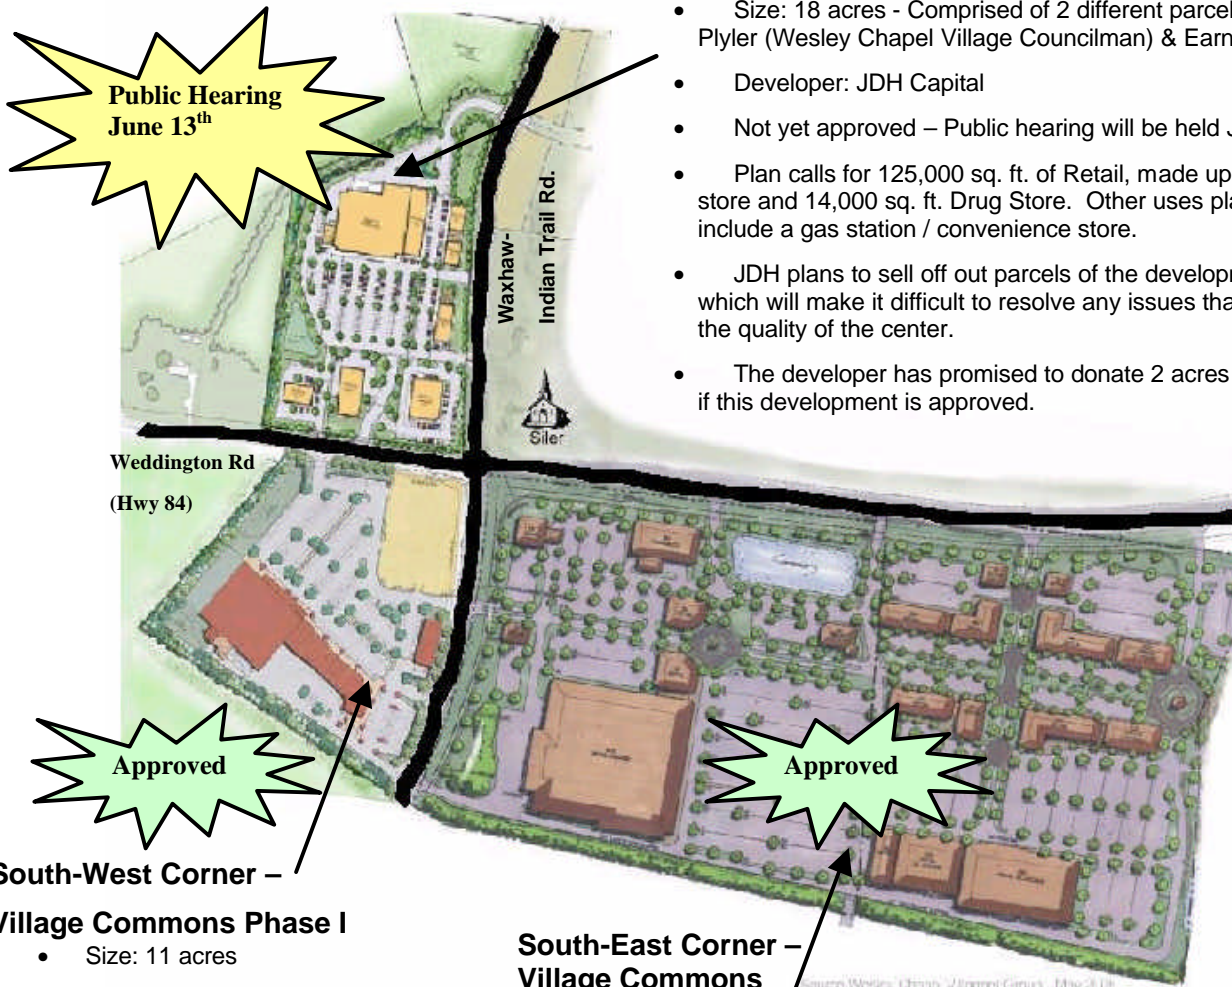 Size: 18 acres - Comprised of 2 different parcel
Plyler (Wesley Chapel Village Councilman) & Earn
Developer: JDH Capital
Not yet approved – Public hearing will be held J
Plan calls for 125,000 sq. ft. of Retail, made up
store and 14,000 sq. ft. Drug Store. Other uses pla
include a gas station / convenience store.
JDH plans to sell off out parcels of the developm
which will make it difficult to resolve any issues tha
the quality of the center.
The developer has promised to donate 2 acres
if this development is approved.
Public Hearing
June 13th
Waxhaw-
Indian Trail Rd.
Siler
Weddington Rd
(Hwy 84)
Approved
Approved
South-West Corner –
Village Commons Phase I
Size: 11 acres
South-East Corner –
Village Commons